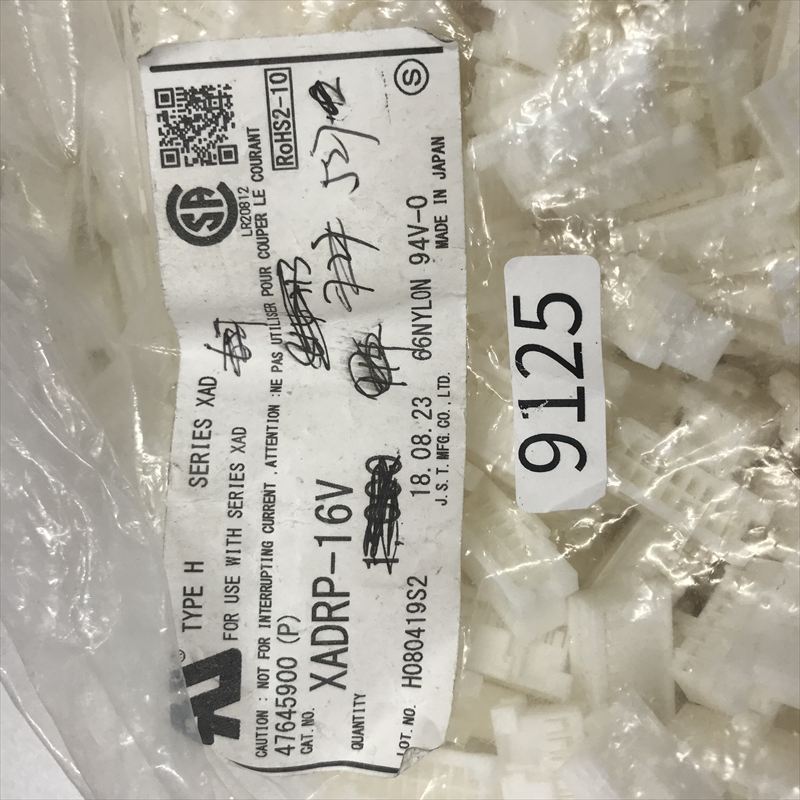 TYPE H SERIES XAD
FOR USE WITH SERIES XAD
LR20812
CAUTION : NOT FOR INTERRUPTING CURRENT .ATTENTION :NE PAS UTILISER POUR COUPER LE COURANT
47645900 (P)
RoHS2-10
CAT. NO.
XADRP-16V
527
QUANTITY
66NYLON 94V-0
18. 08. 23
MADE IN JAPAN
LOT. NO. H080419S2
J. S. T. MFG. CO., LTD.
S
9125